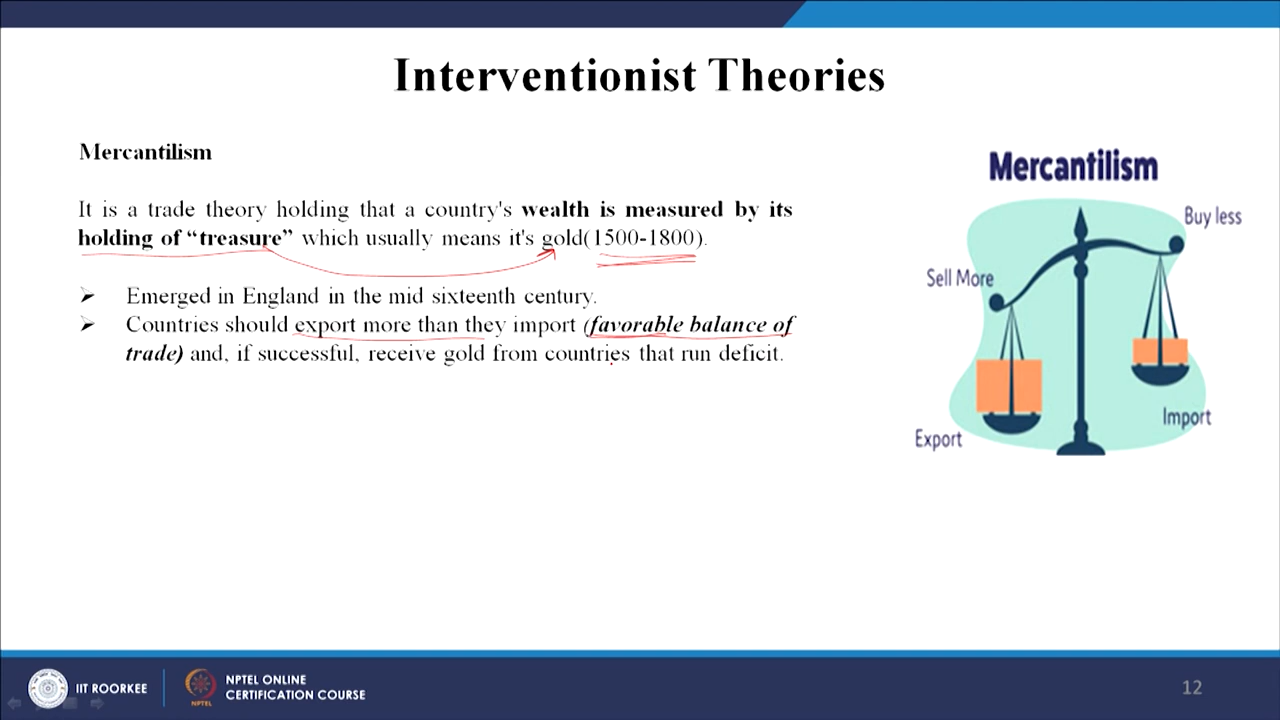 Interventionist Theories
Mercantilism
It is a trade theory holding that a country's wealth is measured by its
holding of “treasure” which usually means it's gold(1500-1800).
➢ Emerged in England in the mid sixteenth century.
➢ Countries should export more than they import (favorable balance of
trade) and, if successful, receive gold from countries that run deficit.
Mercantilism
Buy less
Sell More
Import
Export
IIT ROORKEE
NPTEL
NPTEL ONLINE
CERTIFICATION COURSE
12